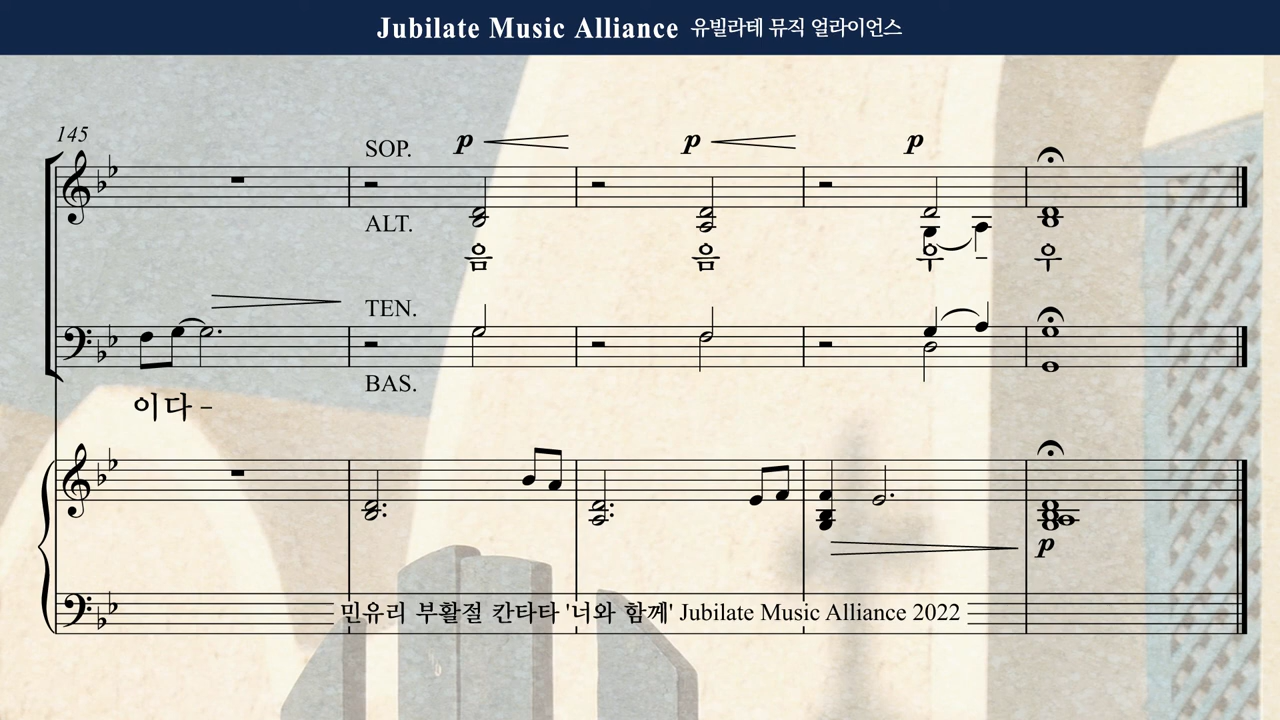 Jubilate Music Alliance 유빌라테 뮤직 얼라이언스
145
SOP. p p p
ALT.
음 음 우 - 우
TEN.
BAS.
이다 -
p
민유리 부활절 칸타타 '너와 함께' Jubilate Music Alliance 2022